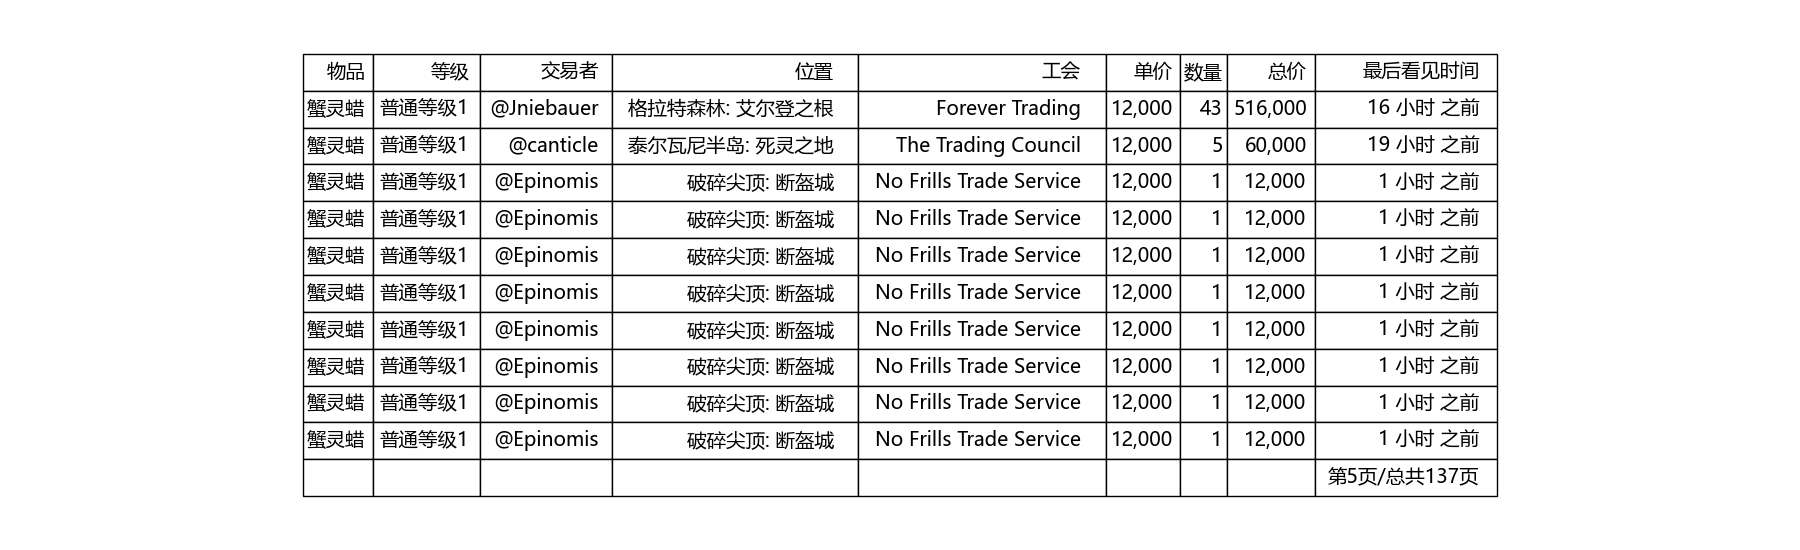 物品 等级 交易者 位置 工会 单价 数量 总价 最后看见时间
蟹灵蜡 普通等级1 @Jniebauer 格拉特森林: 艾尔登之根 Forever Trading 12,000 43 516,000 16 小时 之前
蟹灵蜡 普通等级1 @canticle 泰尔瓦尼半岛: 死灵之地 The Trading Council 12,000 5 60,000 19 小时 之前
蟹灵蜡 普通等级1 @Epinomis 破碎尖顶: 断盔城 No Frills Trade Service 12,000 1 12,000 1 小时 之前
蟹灵蜡 普通等级1 @Epinomis 破碎尖顶: 断盔城 No Frills Trade Service 12,000 1 12,000 1 小时 之前
蟹灵蜡 普通等级1 @Epinomis 破碎尖顶: 断盔城 No Frills Trade Service 12,000 1 12,000 1 小时 之前
蟹灵蜡 普通等级1 @Epinomis 破碎尖顶: 断盔城 No Frills Trade Service 12,000 1 12,000 1 小时 之前
蟹灵蜡 普通等级1 @Epinomis 破碎尖顶: 断盔城 No Frills Trade Service 12,000 1 12,000 1 小时 之前
蟹灵蜡 普通等级1 @Epinomis 破碎尖顶: 断盔城 No Frills Trade Service 12,000 1 12,000 1 小时 之前
蟹灵蜡 普通等级1 @Epinomis 破碎尖顶: 断盔城 No Frills Trade Service 12,000 1 12,000 1 小时 之前
蟹灵蜡 普通等级1 @Epinomis 破碎尖顶: 断盔城 No Frills Trade Service 12,000 1 12,000 1 小时 之前
第5页/总共137页